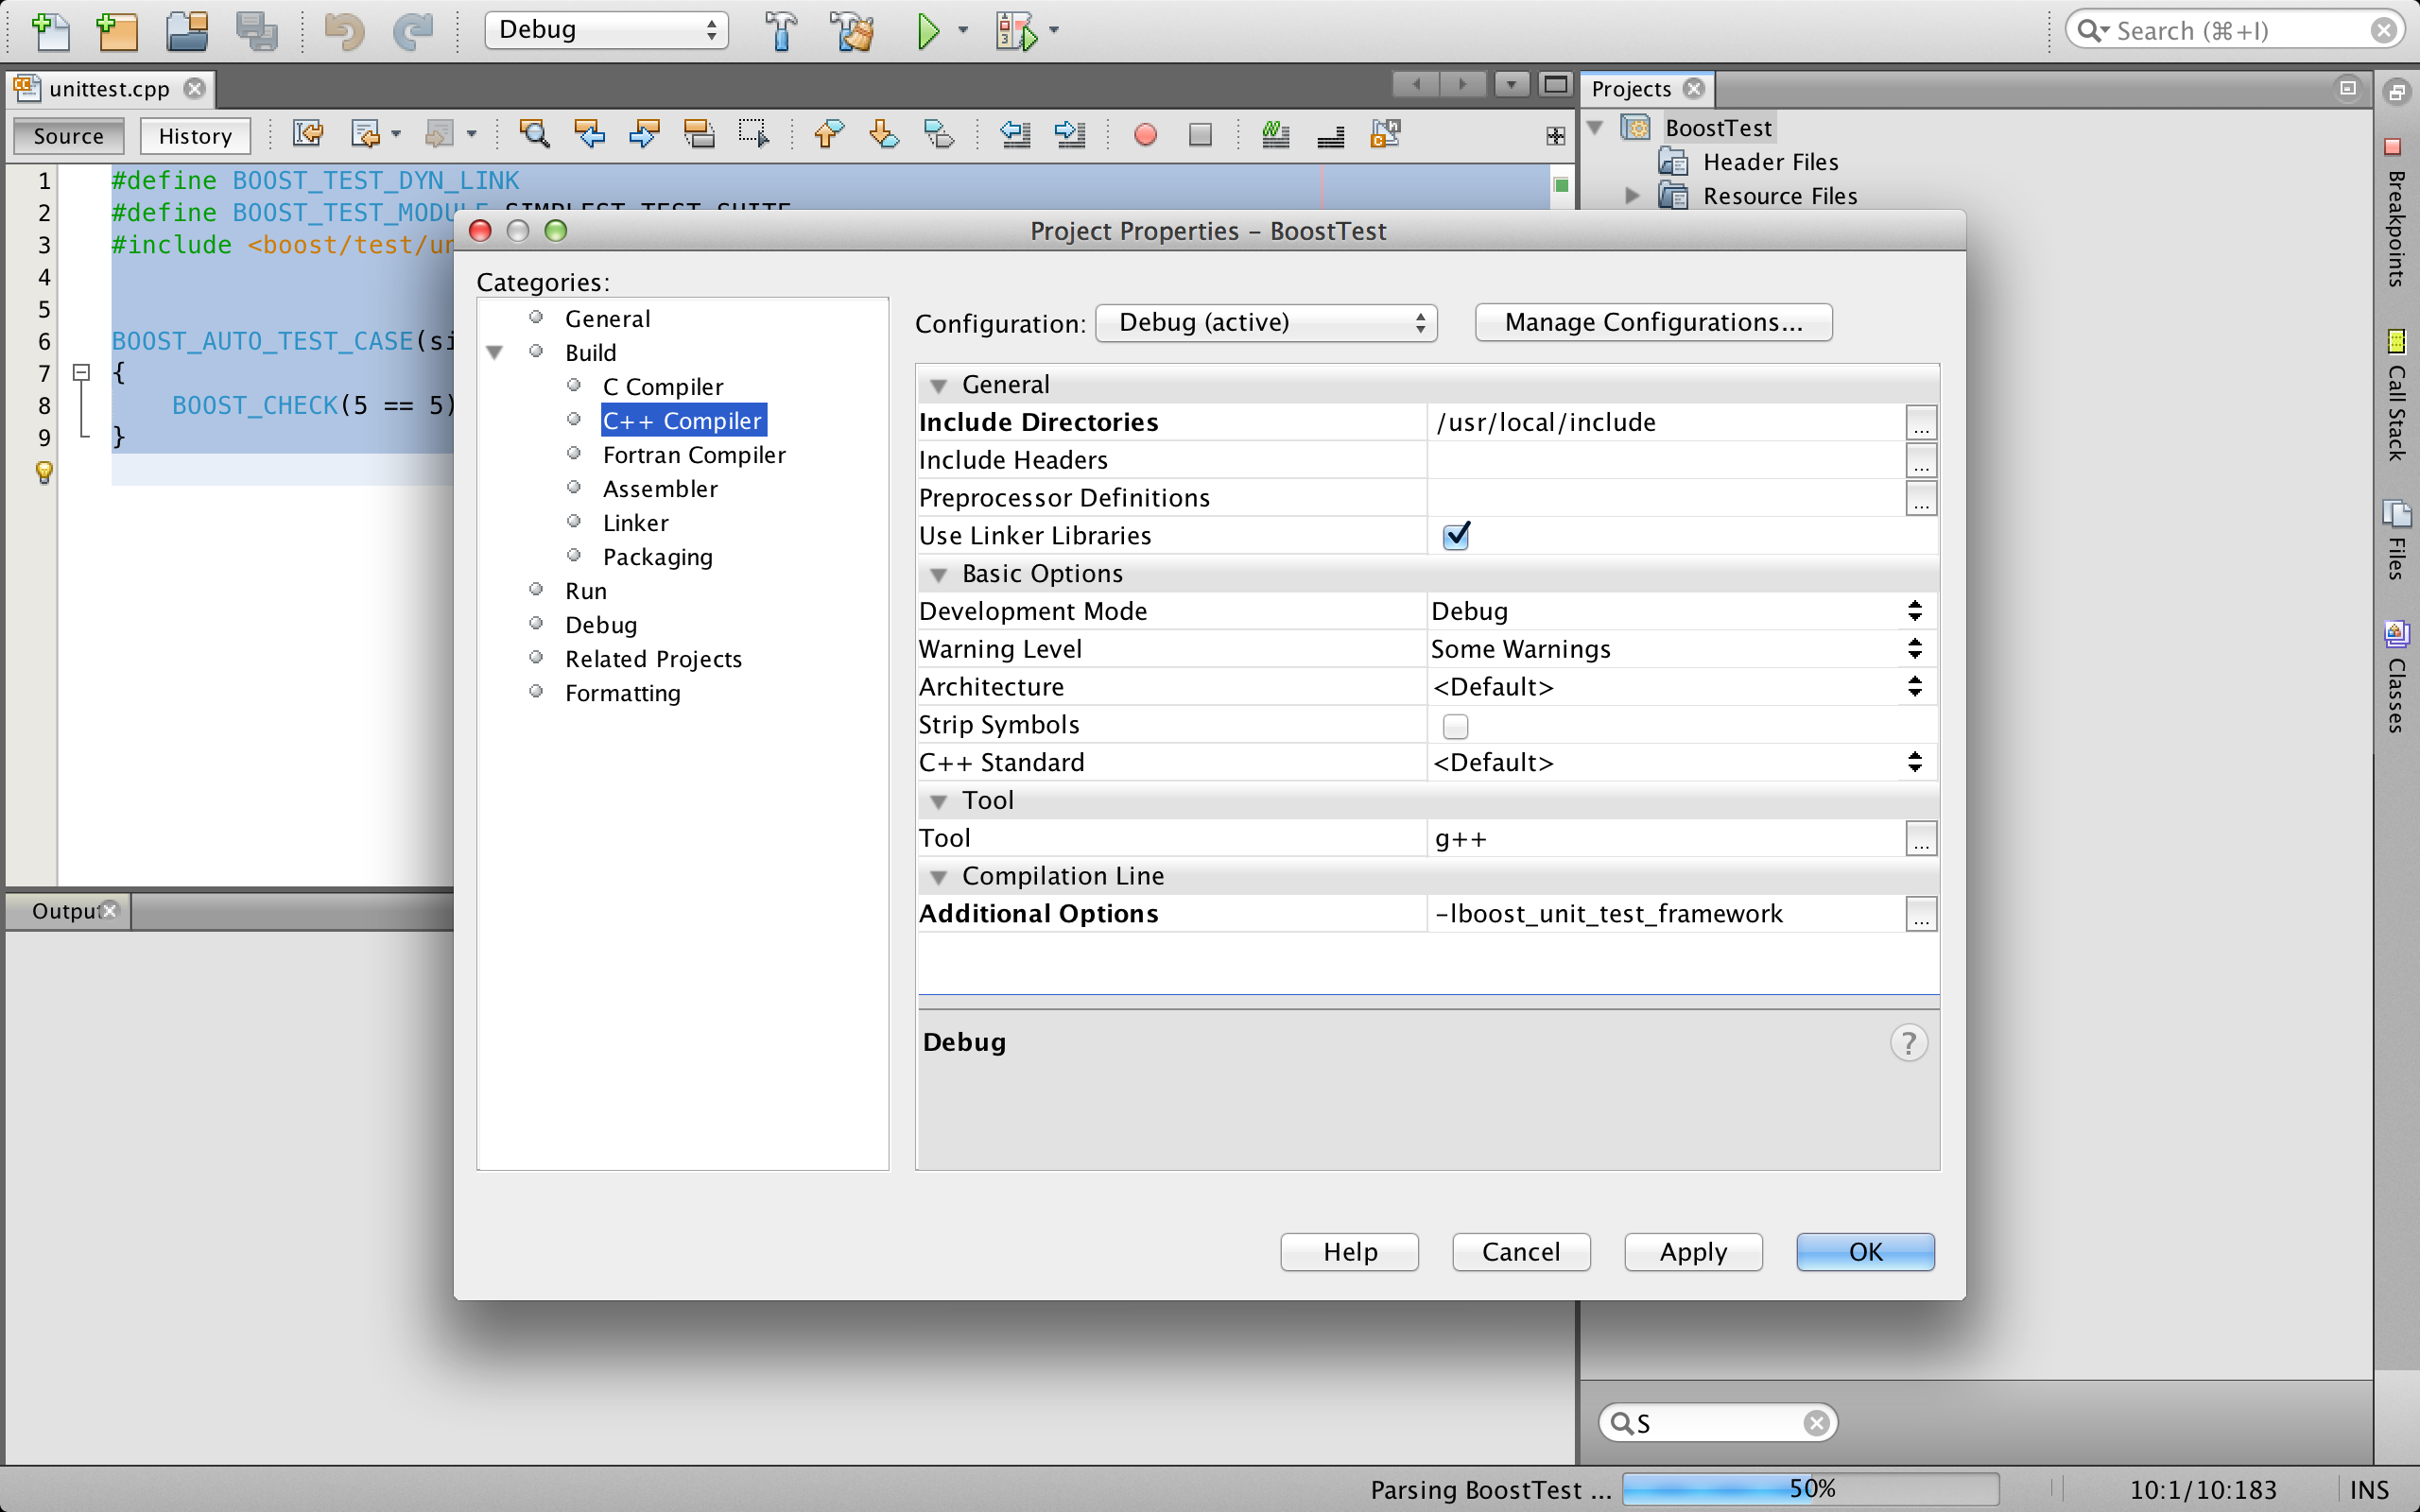 Debug
Search (⌘+I)
unittest.cpp
Projects
Source
History
BoostTest
Header Files
Resource Files
1 #define BOOST_TEST_DYN_LINK
2 #define BOOST_TEST_MODULE
3 #include <boost/test/
4
5
6 BOOST_AUTO_TEST_CASE(si
7 {
8 BOOST_CHECK(5 == 5)
9 }
Project Properties – BoostTest
Categories:
General
Build
C Compiler
C++ Compiler
Fortran Compiler
Assembler
Linker
Packaging
Run
Debug
Related Projects
Formatting
Configuration: Debug (active) Manage Configurations...
General
Include Directories /usr/local/include ...
Include Headers ...
Preprocessor Definitions ...
Use Linker Libraries
Basic Options
Development Mode Debug
Warning Level Some Warnings
Architecture <Default>
Strip Symbols
C++ Standard <Default>
Tool
Tool g++ ...
Compilation Line
Additional Options -lboost_unit_test_framework ...
Debug
?
Help Cancel Apply OK
Output
Breakpoints
Call Stack
Files
Classes
S
Parsing BoostTest ... 50% 10:1/10:183 INS